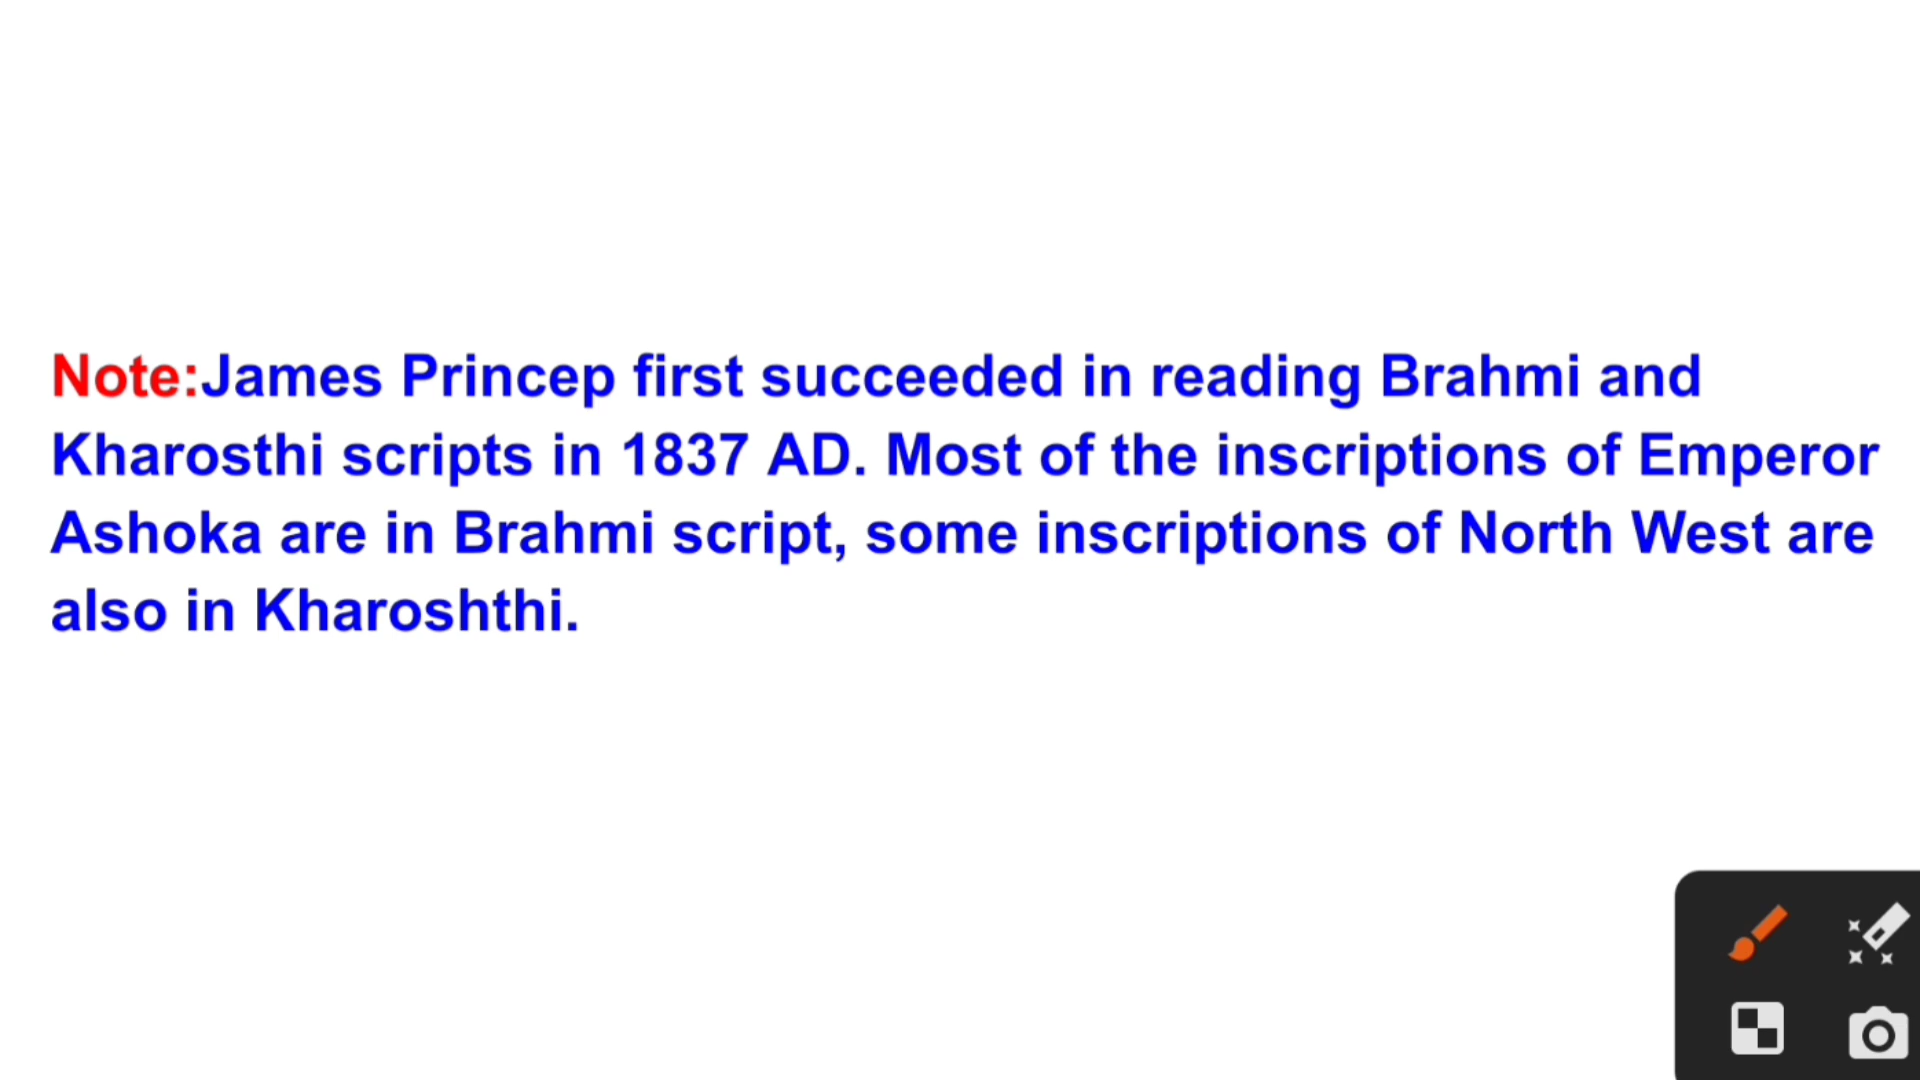 Note:James Princep first succeeded in reading Brahmi and
Kharosthi scripts in 1837 AD. Most of the inscriptions of Emperor
Ashoka are in Brahmi script, some inscriptions of North West are
also in Kharoshthi.